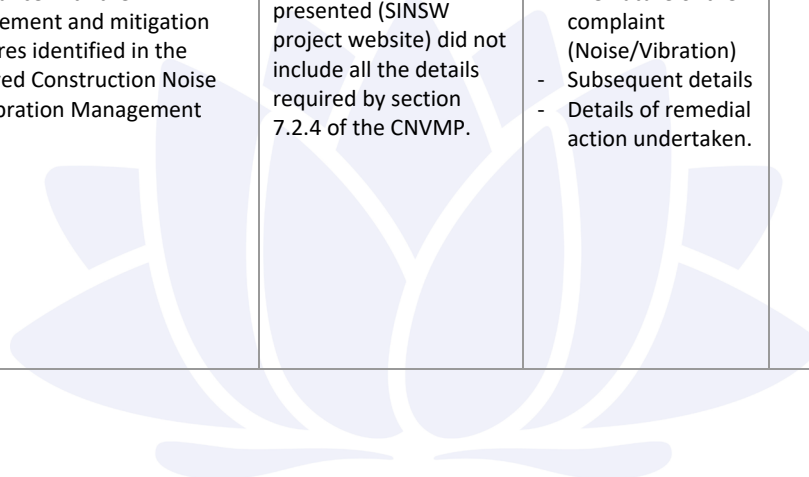 ement and mitigation
res identified in the
ed Construction Noise
bration Management
presented (SINSW
project website) did not
include all the details
required by section
7.2.4 of the CNVMP.
complaint
(Noise/Vibration)
- Subsequent details
- Details of remedial
action undertaken.